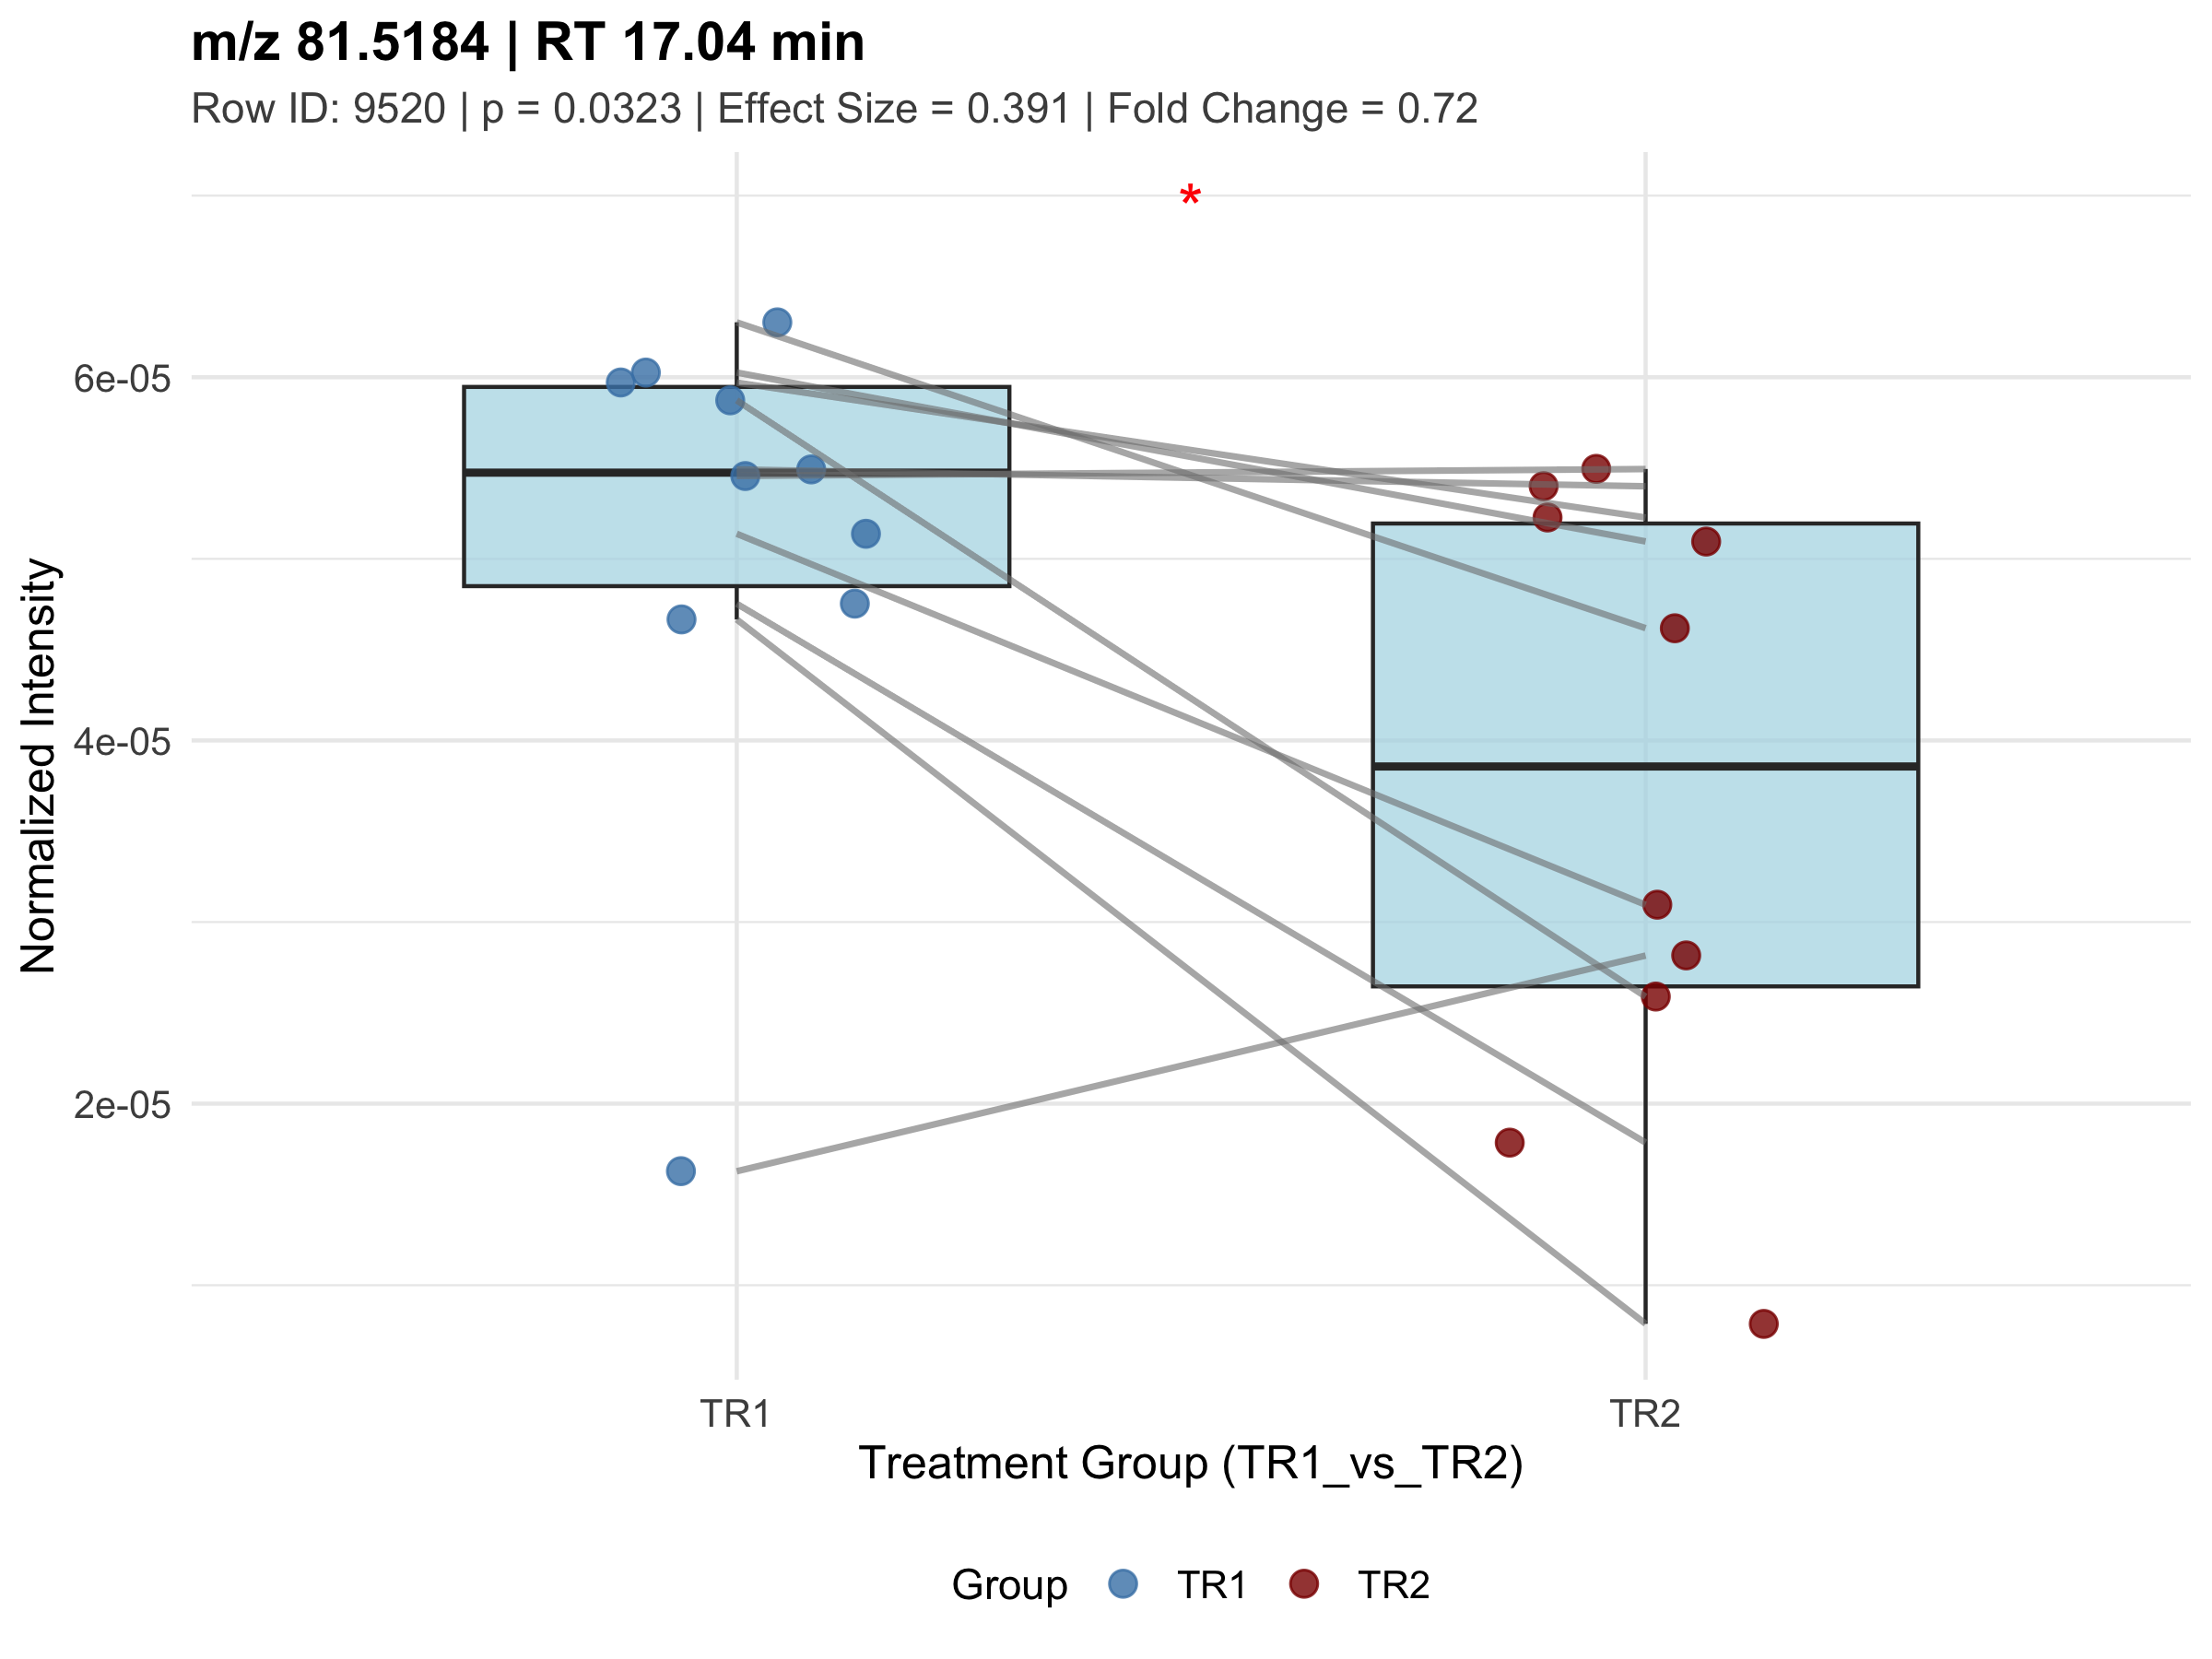 m/z 81.5184 | RT 17.04 min
Row ID: 9520 | p = 0.0323 | Effect Size = 0.391 | Fold Change = 0.72
*
Normalized Intensity
6e-05
4e-05
2e-05
TR1
TR2
Treatment Group (TR1_vs_TR2)
Group TR1 TR2